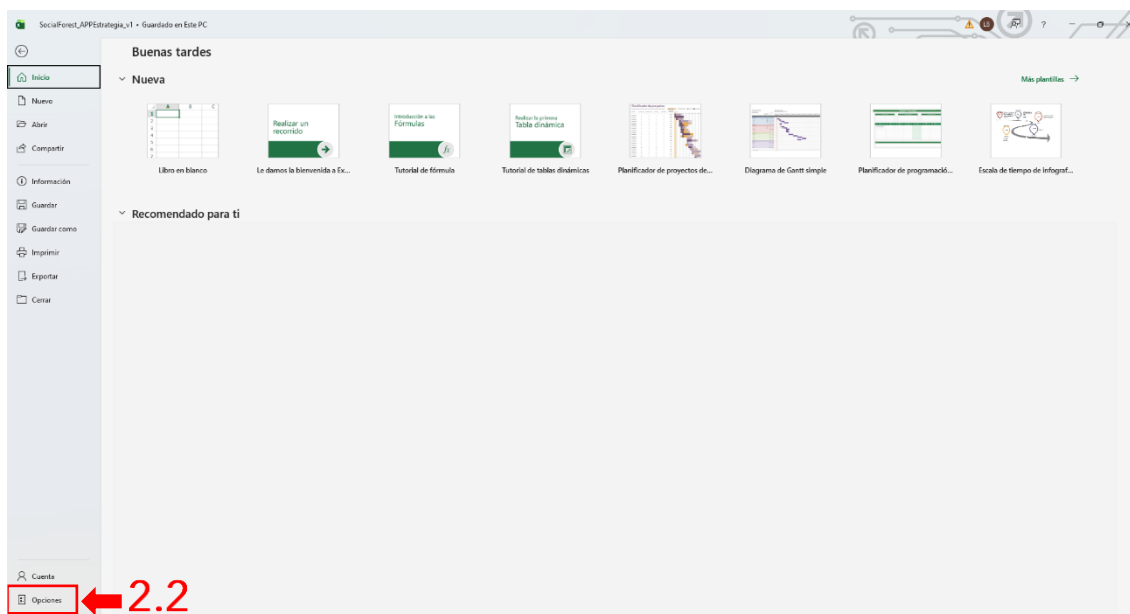 SocialForest_APPEstrategia_v1 • Guardado en Este PC
LB
?
Buenas tardes
Inicio
Nueva
Más plantillas
Nuevo
Abrir
Compartir
Realizar un
recorrido
Introducción a las
Fórmulas
fx
Realizar la primera
Tabla dinámica
Libro en blanco
Le damos la bienvenida a Ex...
Tutorial de fórmula
Tutorial de tablas dinámicas
Planificador de proyectos de...
Diagrama de Gantt simple
Planificador de programació...
Escala de tiempo de infograf...
Información
Guardar
Recomendado para ti
Guardar como
Imprimir
Exportar
Cerrar
Cuenta
Opciones
2.2